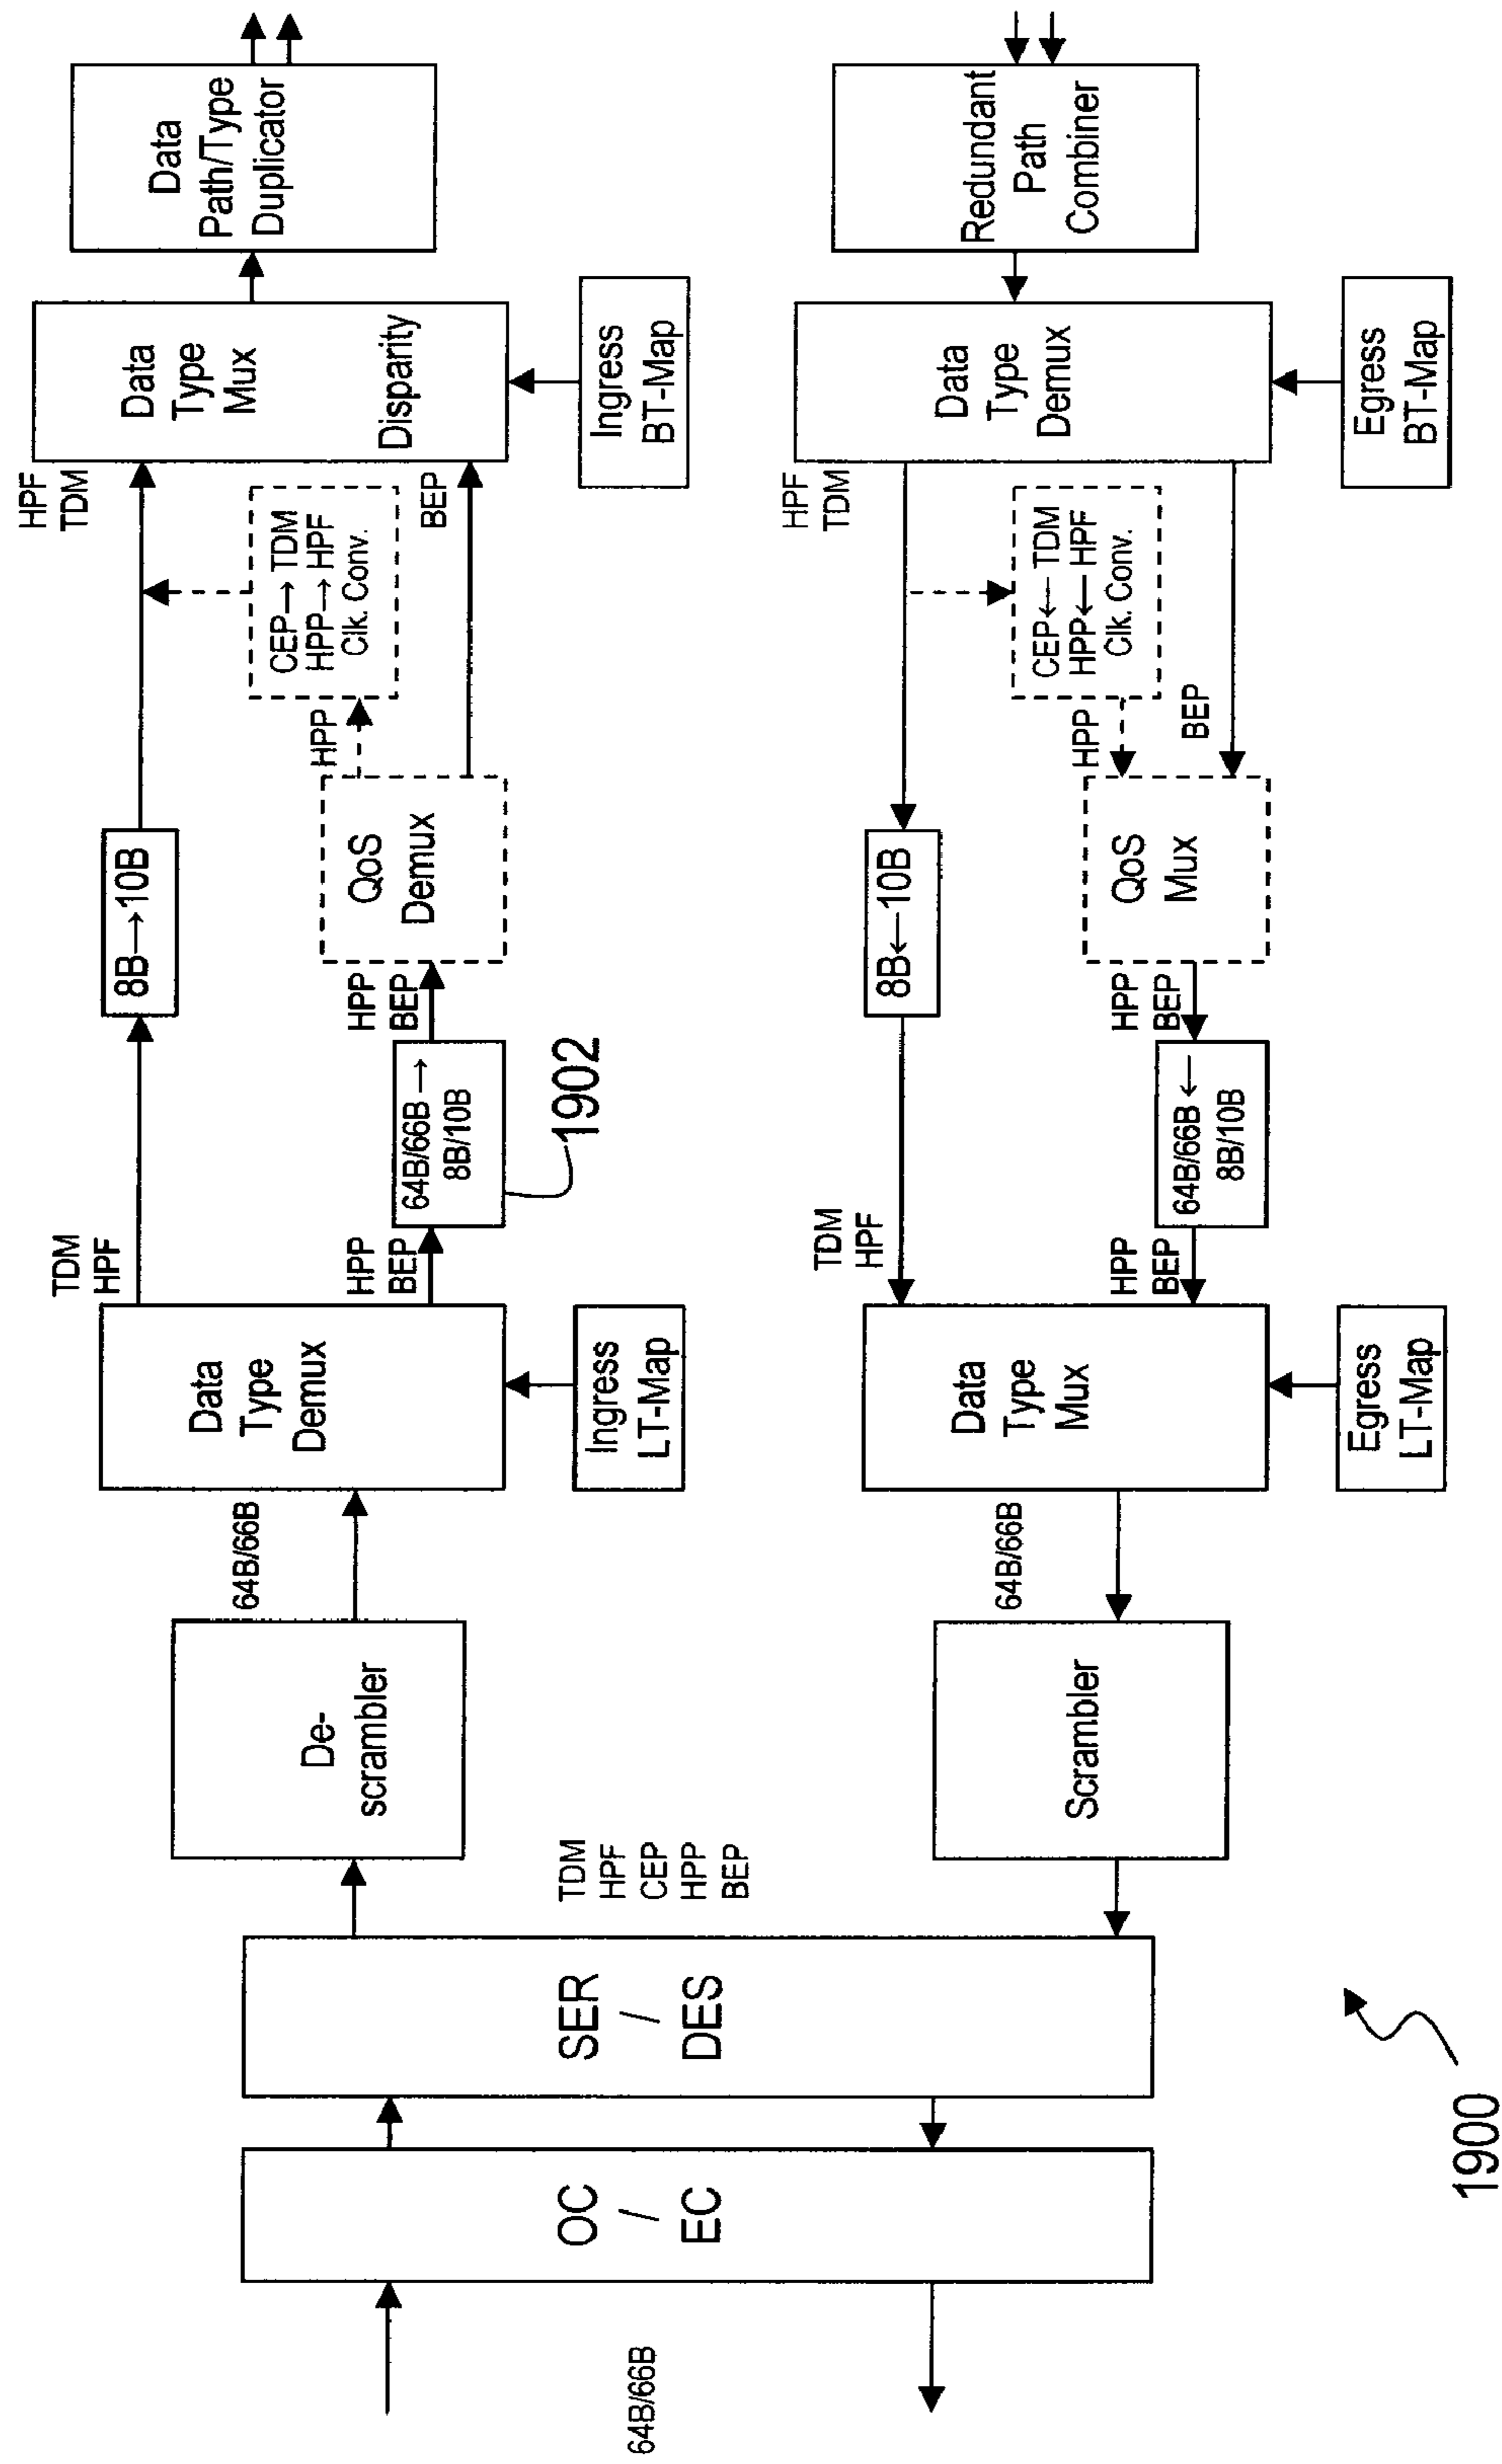 64B/66B
OC
/
EC
SER
/
DES
TDM
HPF
CEP
HPP
BEP
De-
scrambler
64B/66B
Data
Type
Demux
Ingress
LT-Map
TDM
HPF
HPP
BEP
8B→10B
64B/66B→
8B/10B
1902
HPP
BEP
QoS
Demux
HPP
CEP→TDM
HPP→HPF
Clk. Conv.
HPF
TDM
BEP
Data
Type
Mux
Disparity
Ingress
BT-Map
Data
Path/Type
Duplicator
Scrambler
64B/66B
Data
Type
Mux
Egress
LT-Map
TDM
HPF
HPP
BEP
8B←10B
64B/66B←
8B/10B
HPP
BEP
QoS
Mux
HPP
BEP
CEP←TDM
HPP←HPF
Clk. Conv.
HPF
TDM
Data
Type
Demux
Egress
BT-Map
Redundant
Path
Combiner
1900